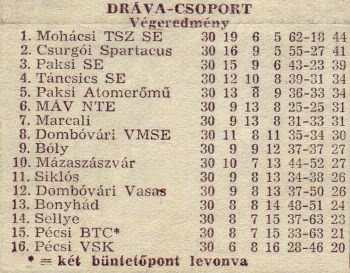 DRÁVA-CSOPORT
Végeredmény
1. Mohácsi TSZ SE 30 19 6 5 62-18 44
2. Csurgói Spartacus 30 16 9 5 55-27 41
3. Paksi SE 30 15 9 6 43-23 39
4. Táncsics SE 30 12 10 8 39-31 34
5. Paksi Atomerőmű 30 13 8 9 36-33 34
6. MÁV NTE 30 9 13 8 35-25 31
7. Marcali 30 9 13 8 31-33 31
8. Dombóvári VMSE 30 11 8 11 35-34 30
9. Bóly 30 9 9 12 37-37 27
10. Mázaszászvár 30 10 7 13 44-52 27
11. Siklós 30 9 8 13 34-38 26
12. Dombóvári Vasas 30 9 8 13 37-50 26
13. Bonyhád 30 8 8 14 48-51 24
14. Sellye 30 8 7 15 37-63 23
15. Pécsi BTC* 30 8 7 15 33-63 21
16. Pécsi VSK 30 6 8 16 28-46 20
* = két büntetőpont levonva